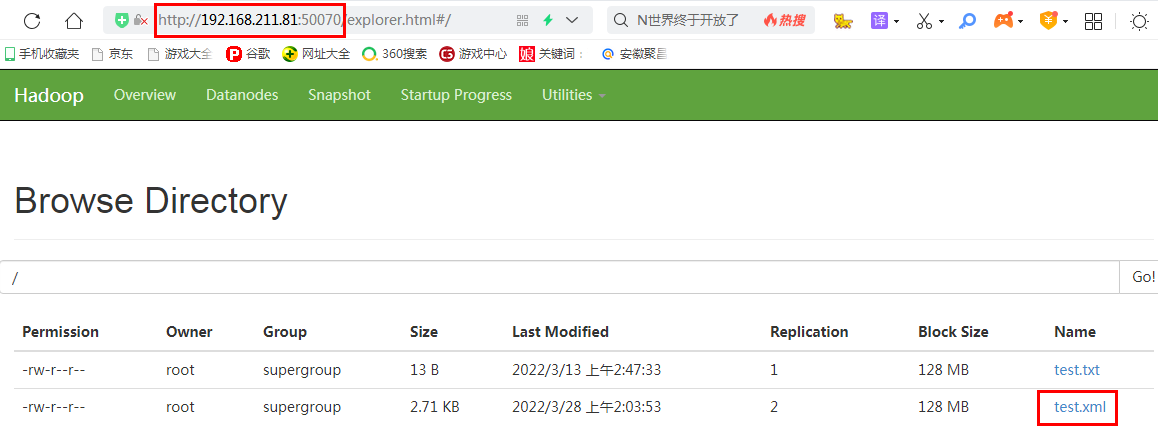 http://192.168.211.81:50070/explorer.html#/ N世界终于开放了 热搜 译
手机收藏夹 京东 游戏大全 谷歌 网址大全 360搜索 游戏中心 娘 关键词： 安徽聚星
Hadoop Overview Datanodes Snapshot Startup Progress Utilities
Browse Directory
/ Go!
Permission Owner Group Size Last Modified Replication Block Size Name
-rw-r--r-- root supergroup 13 B 2022/3/13 上午2:47:33 1 128 MB test.txt
-rw-r--r-- root supergroup 2.71 KB 2022/3/28 上午2:03:53 2 128 MB test.xml